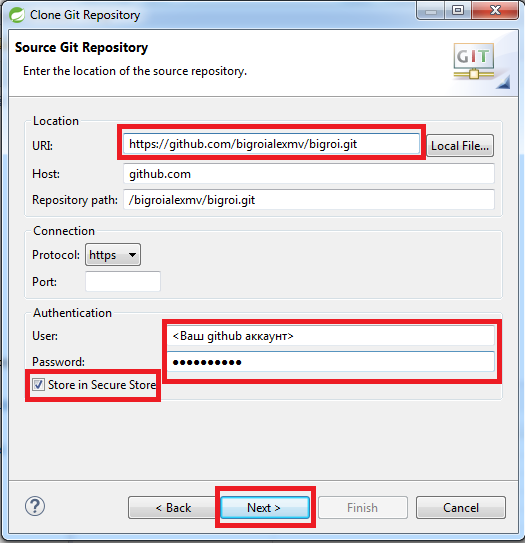 Clone Git Repository
Source Git Repository
Enter the location of the source repository.
GIT
Location
URI: https://github.com/bigroialexmv/bigroi.git Local File...
Host: github.com
Repository path: /bigroialexmv/bigroi.git
Connection
Protocol: https
Port:
Authentication
User: <Ваш github аккаунт>
Password: ●●●●●●●●●●
Store in Secure Store
< Back Next > Finish Cancel